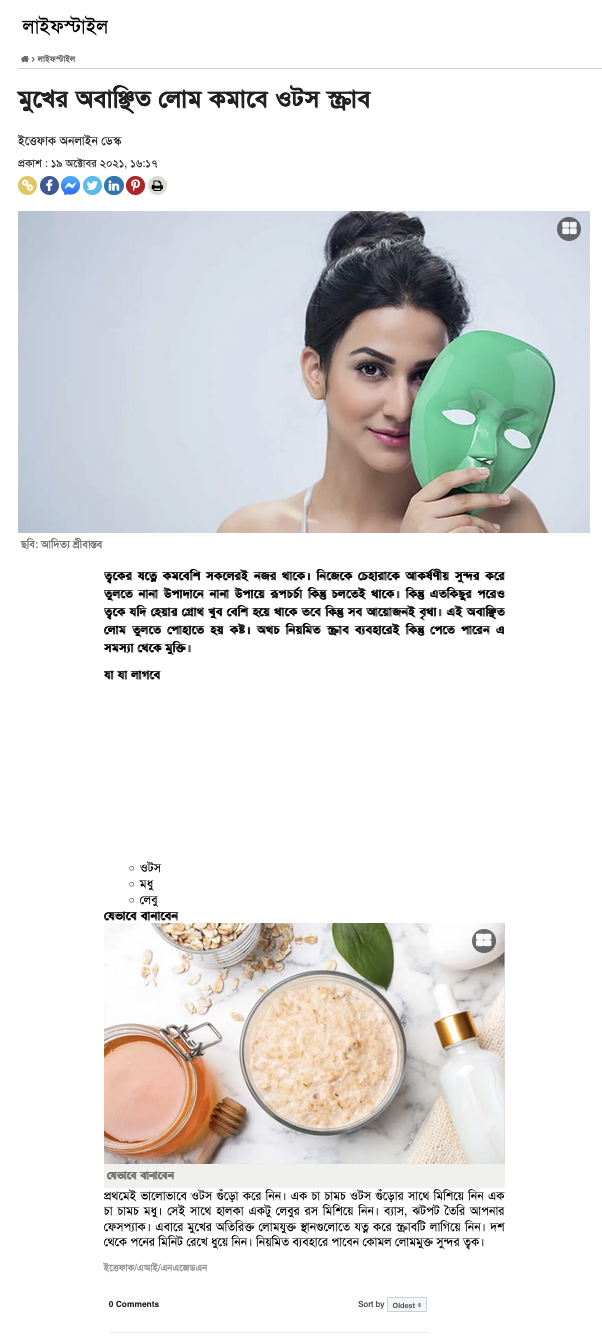 লাইফস্টাইল
› লাইফস্টাইল
মুখের অবাঞ্ছিত লোম কমাবে ওটস স্ক্রাব
ইত্তেফাক অনলাইন ডেস্ক
প্রকাশ : ১৯ অক্টোবর ২০২১, ১৬:১৭
ছবি: আদিত্য শ্রীবাস্তব
ত্বকের যত্নে কমবেশি সকলেরই নজর থাকে। নিজেকে চেহারাকে আকর্ষণীয় সুন্দর করে
তুলতে নানা উপাদানে নানা উপায়ে রূপচর্চা কিন্তু চলতেই থাকে। কিন্তু এতকিছুর পরেও
ত্বকে যদি হেয়ার গ্রোথ খুব বেশি হয়ে থাকে তবে কিন্তু সব আয়োজনই বৃথা। এই অবাঞ্ছিত
লোম তুলতে পোহাতে হয় কষ্ট। অথচ নিয়মিত স্ক্রাব ব্যবহারেই কিন্তু পেতে পারেন এ
সমস্যা থেকে মুক্তি।
যা যা লাগবে
ওটস
মধু
লেবু
যেভাবে বানাবেন
যেভাবে বানাবেন
প্রথমেই ভালোভাবে ওটস গুঁড়ো করে নিন। এক চা চামচ ওটস গুঁড়োর সাথে মিশিয়ে নিন এক
চা চামচ মধু। সেই সাথে হালকা একটু লেবুর রস মিশিয়ে নিন। ব্যাস, ঝটপট তৈরি আপনার
ফেসপ্যাক। এবারে মুখের অতিরিক্ত লোমযুক্ত স্থানগুলোতে যত্ন করে স্ক্রাবটি লাগিয়ে নিন। দশ
থেকে পনের মিনিট রেখে ধুয়ে নিন। নিয়মিত ব্যবহারে পাবেন কোমল লোমমুক্ত সুন্দর ত্বক।
ইত্তেফাক/এআই/এনএজেডএন
0 Comments Sort by Oldest